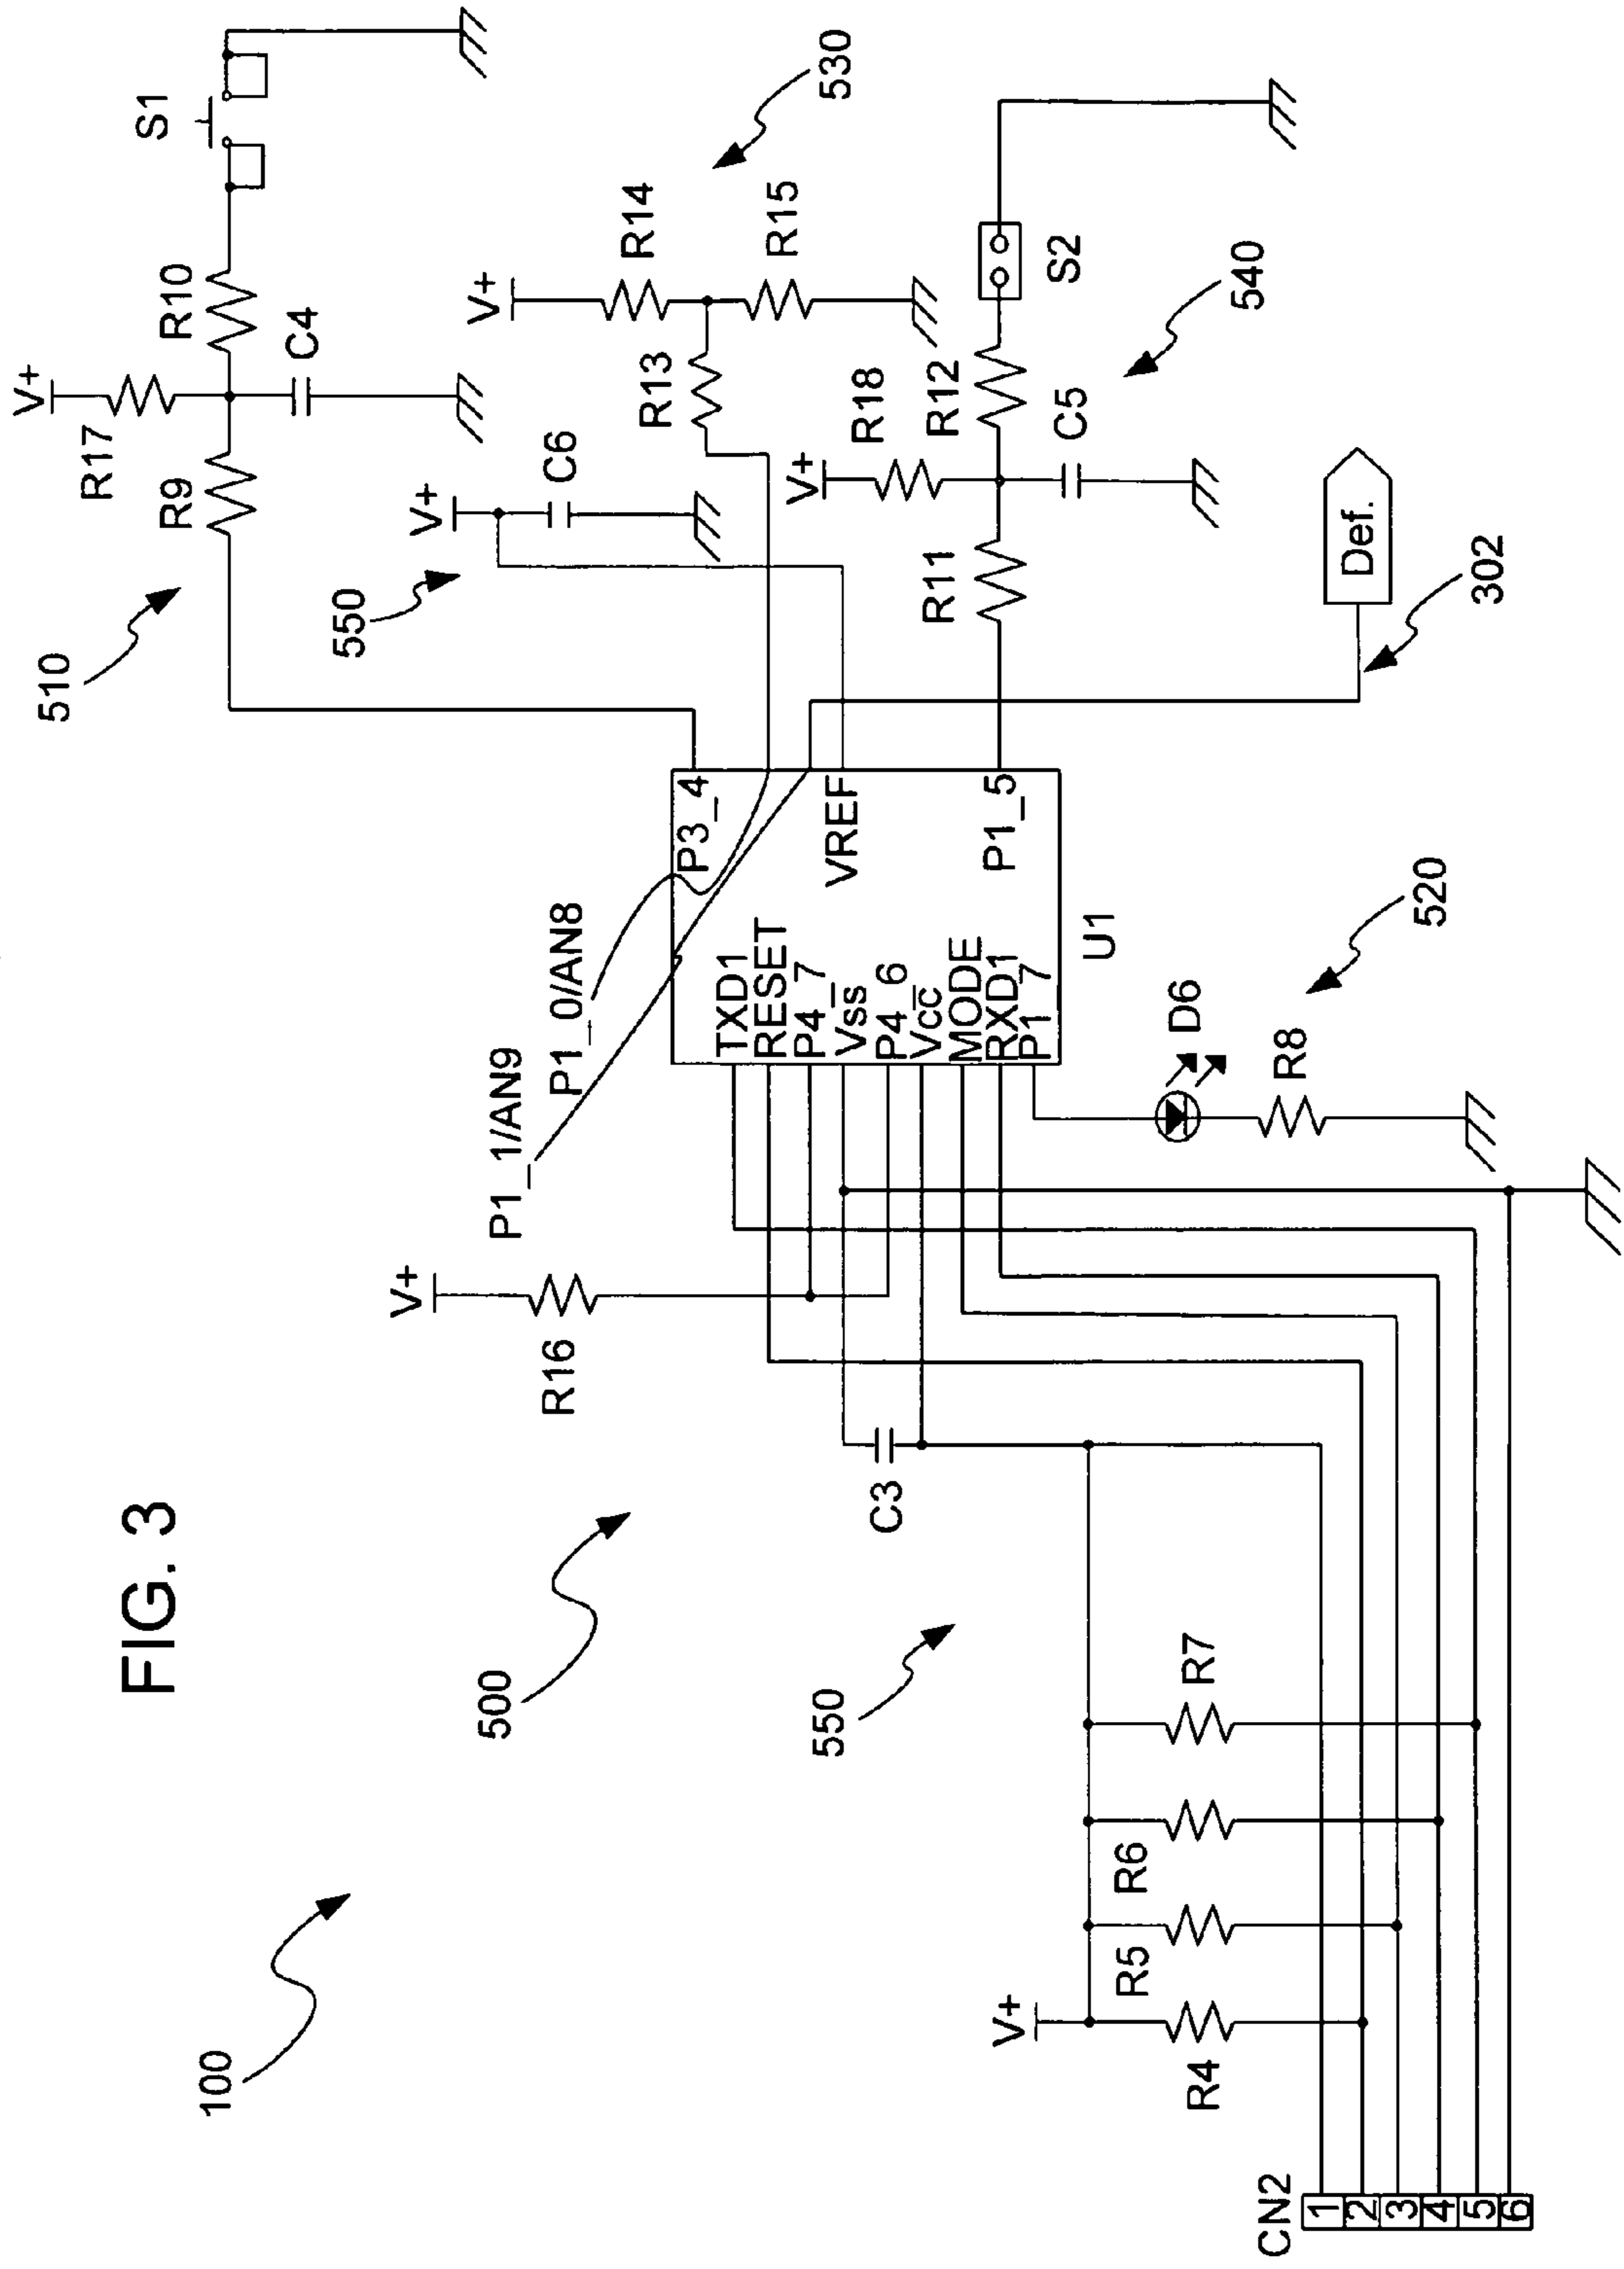 FIG. 3
100
500
510
V+
R17
R9
R10
C4
S1
V+
R16
550
V+
C6
V+
R14
R13
R15
530
P1_1/AN9
P1_0/AN8
TXD1
RESET
P4_7
Vss
P4_6
Vcc
MODE
RXD1
P1_7
P3_4
VREF
P1_5
U1
V+
R18
R11
R12
C5
S2
540
550
C3
V+
R4
R5
R6
R7
D6
R8
520
Def.
302
CN2
1
2
3
4
5
6